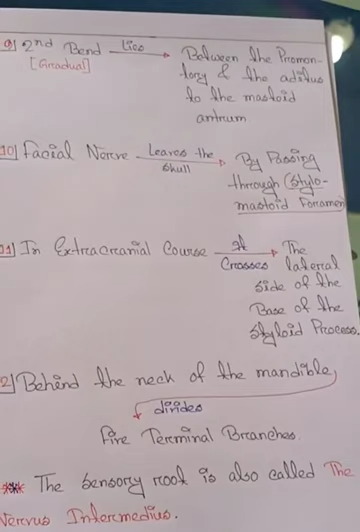 9) 2nd Bend Lies Between the Promon-
[Gradual] tory & the aditus
to the mastoid
antrum
10) Facial Nerve Leaves the skull By Passing
through (Stylo-
mastoid Foramen
11) In Extracranial Course It Crosses The
lateral
side of the
Base of the
Styloid Process.
12) Behind the neck of the mandible,
divides
Five Terminal Branches.
** The sensory root is also called The
Nervus Intermedius.